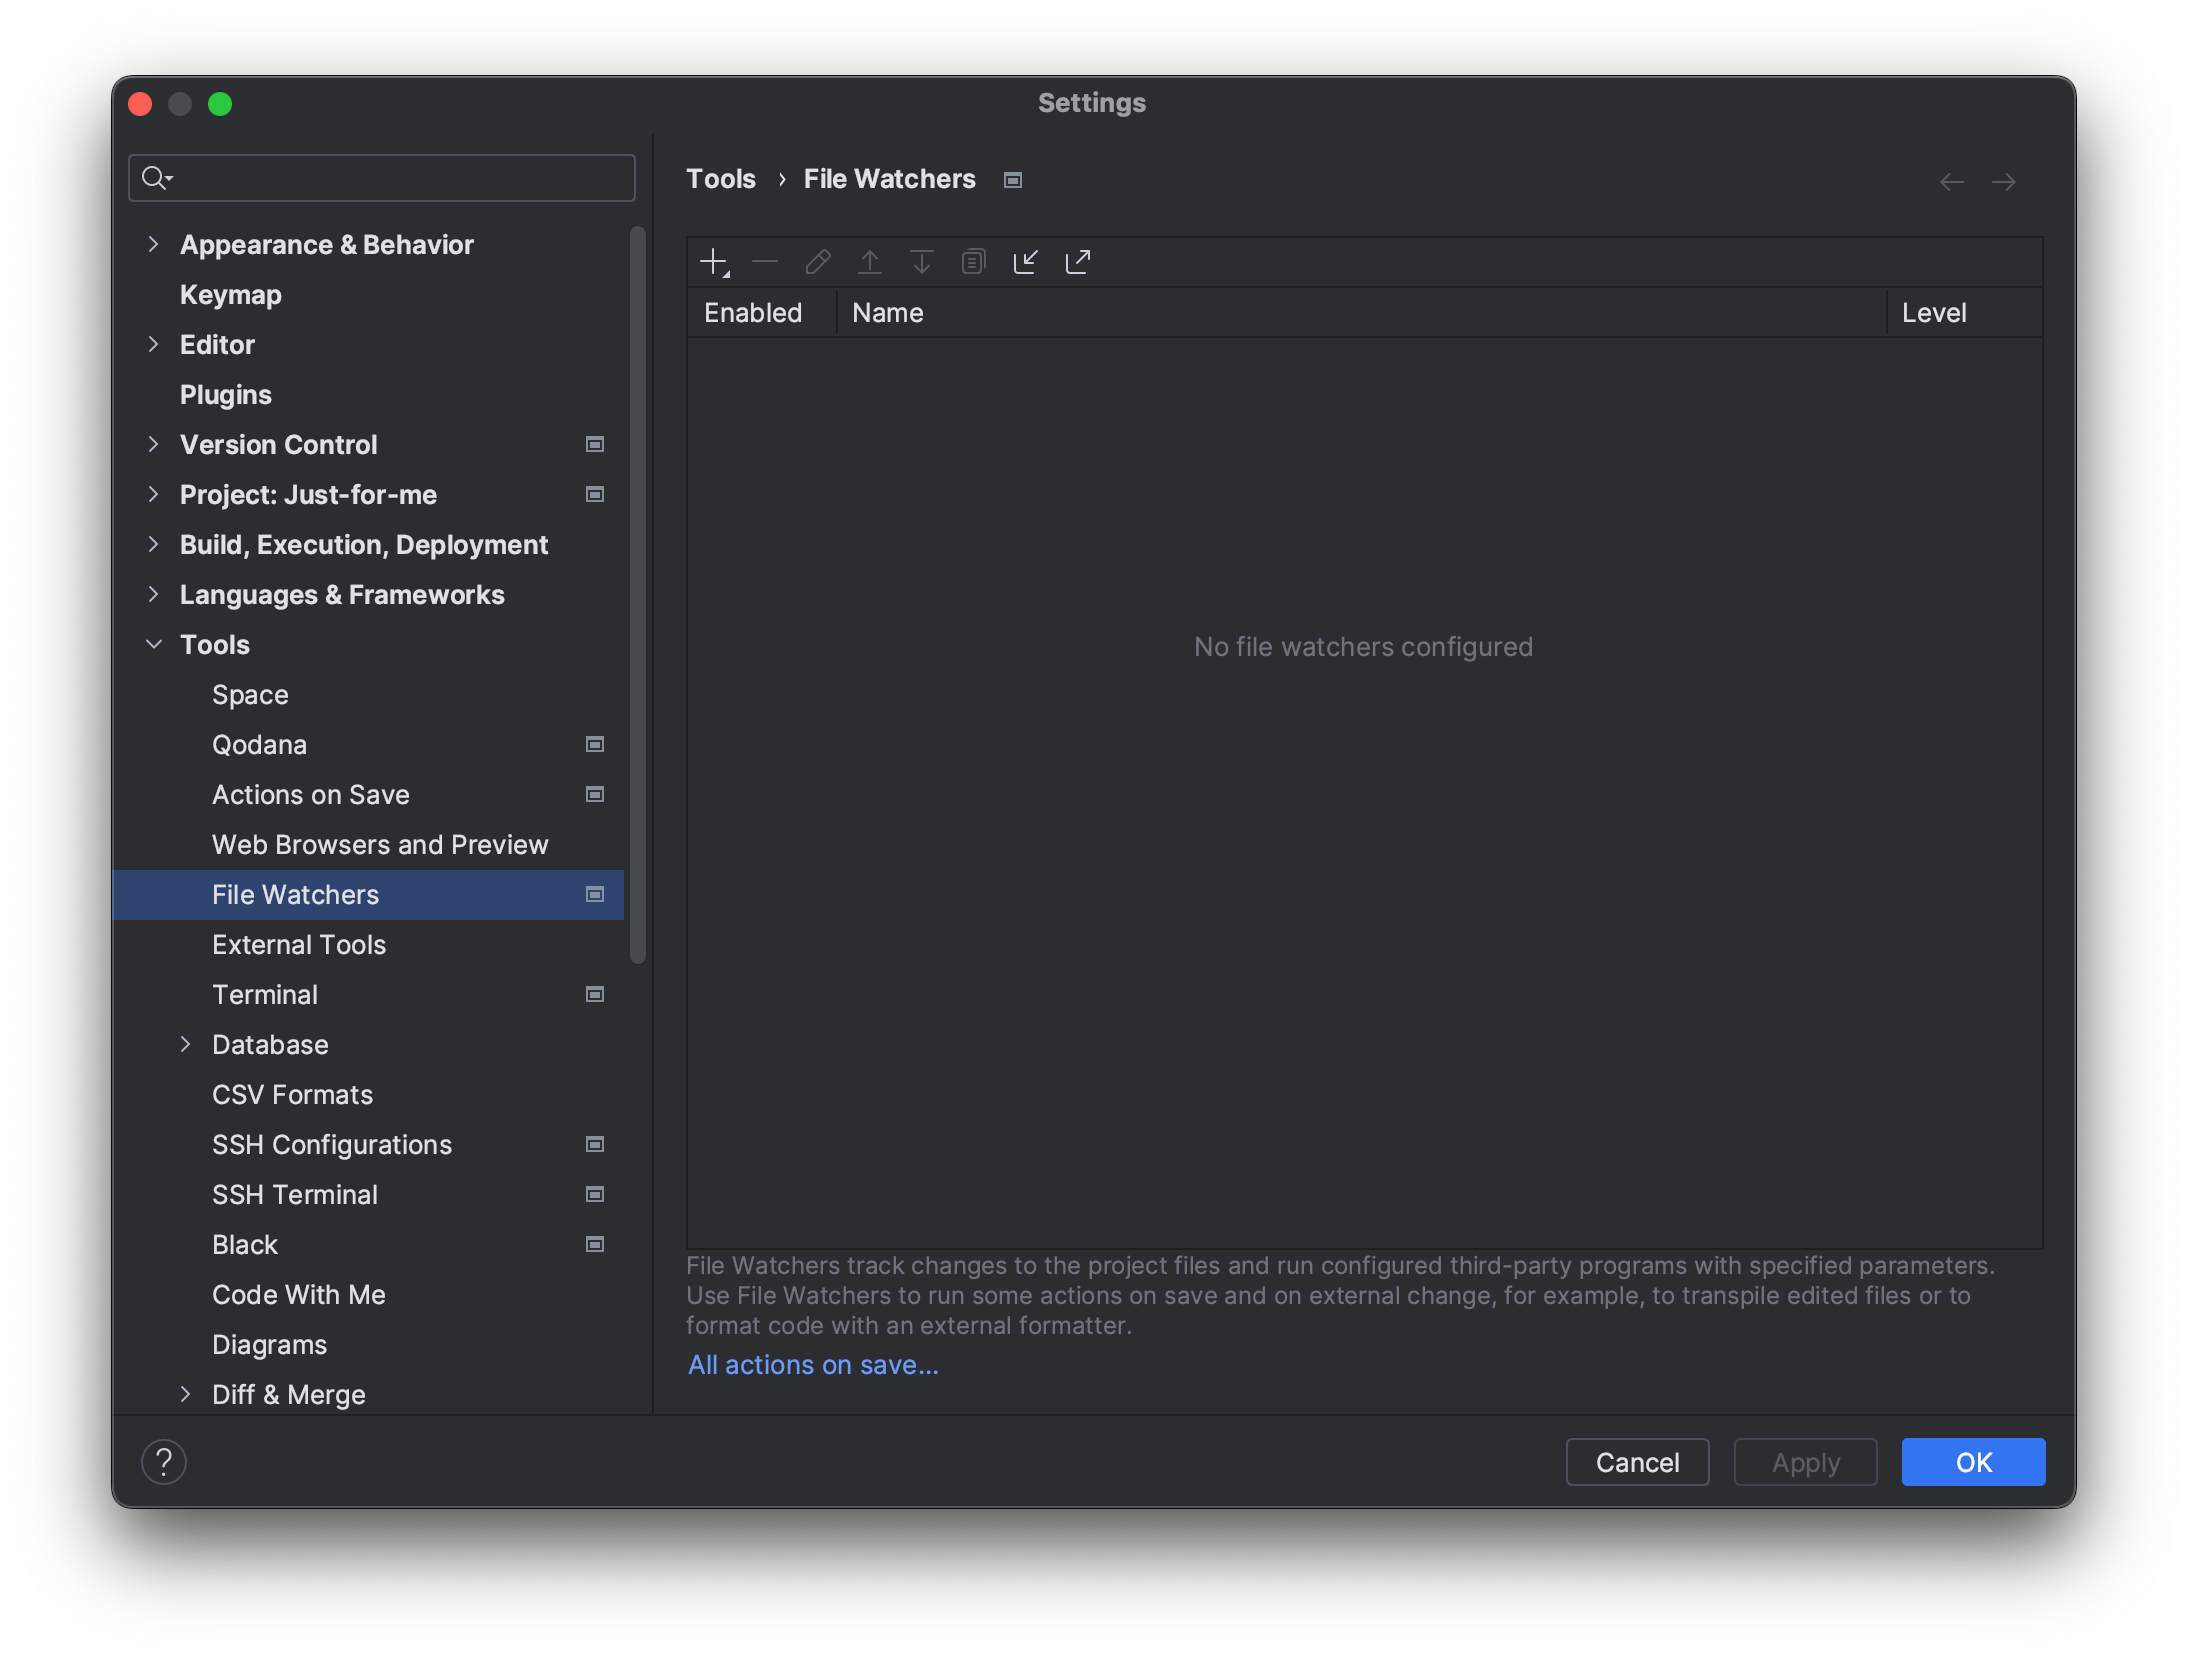 Settings
Appearance & Behavior
Keymap
Editor
Plugins
Version Control
Project: Just-for-me
Build, Execution, Deployment
Languages & Frameworks
Tools
Space
Qodana
Actions on Save
Web Browsers and Preview
File Watchers
External Tools
Terminal
Database
CSV Formats
SSH Configurations
SSH Terminal
Black
Code With Me
Diagrams
Diff & Merge
Tools › File Watchers
Enabled Name Level
No file watchers configured
File Watchers track changes to the project files and run configured third-party programs with specified parameters.
Use File Watchers to run some actions on save and on external change, for example, to transpile edited files or to
format code with an external formatter.
All actions on save...
? Cancel Apply OK